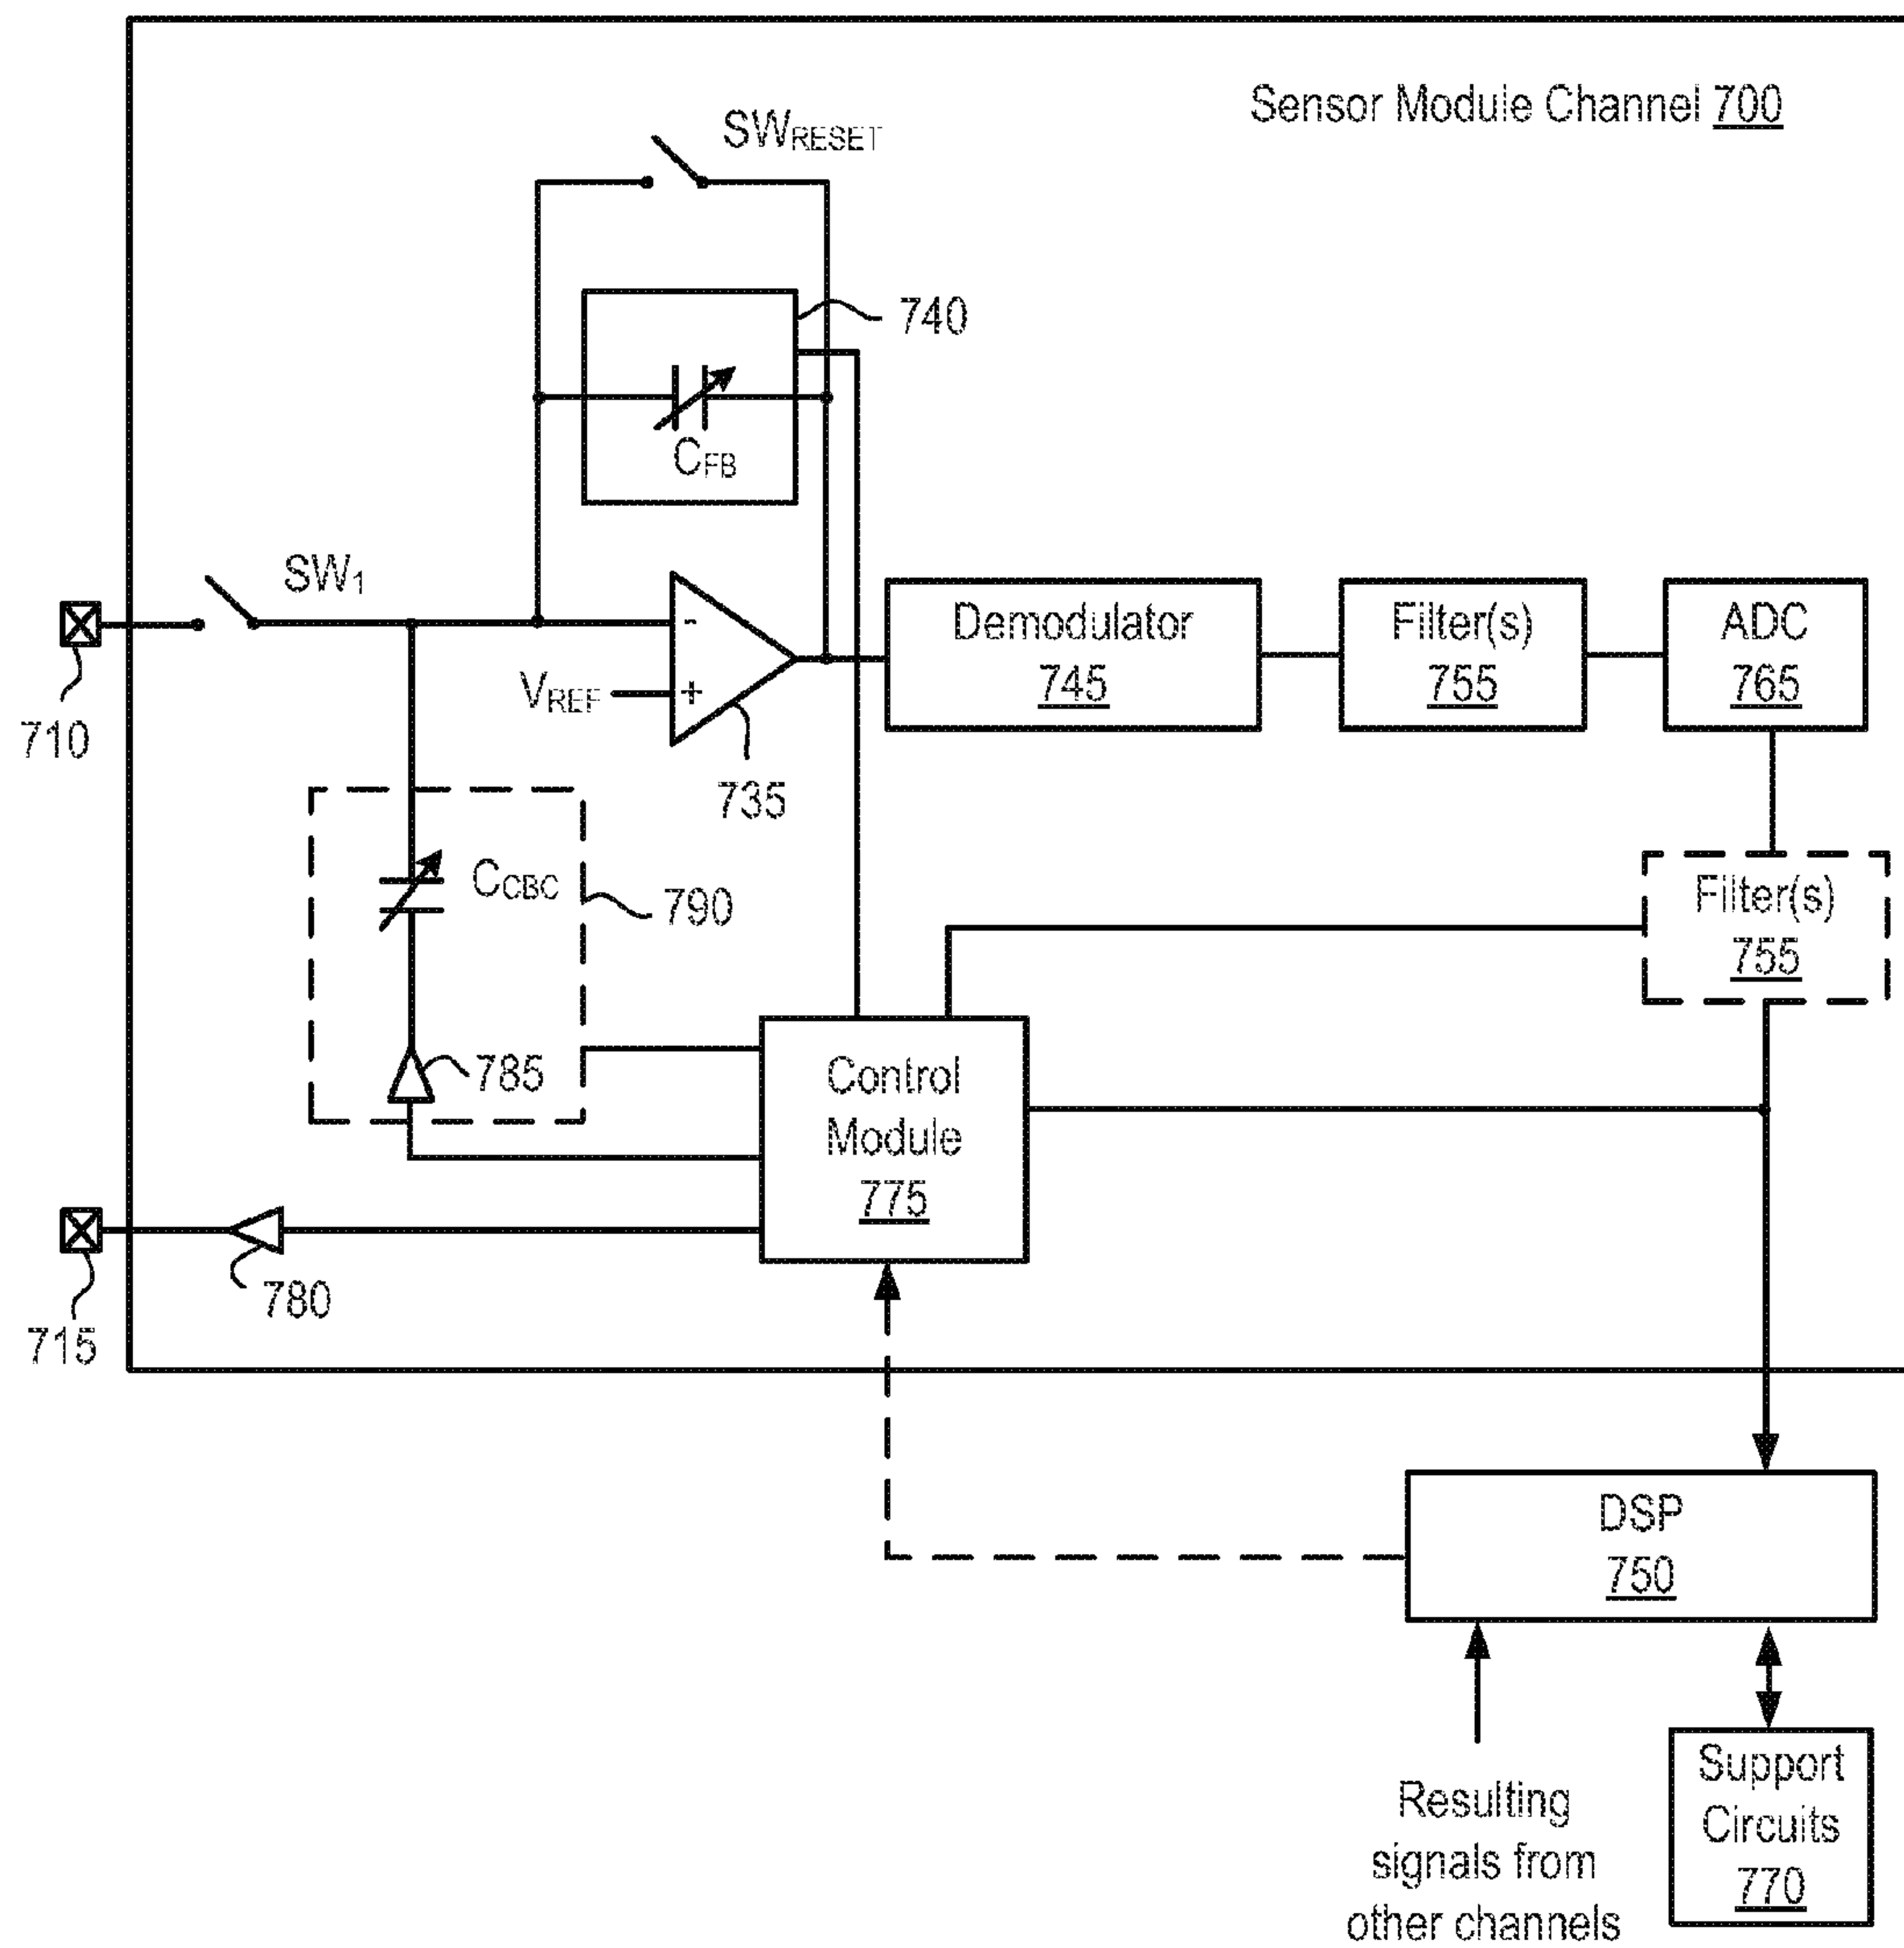 Sensor Module Channel 700
SWRESET
740
CFB
SW1
710
VREF
-
+
735
Demodulator
745
Filter(s)
755
ADC
765
CCBC
790
Filter(s)
755
785
Control
Module
775
780
715
DSP
750
Resulting
signals from
other channels
Support
Circuits
770